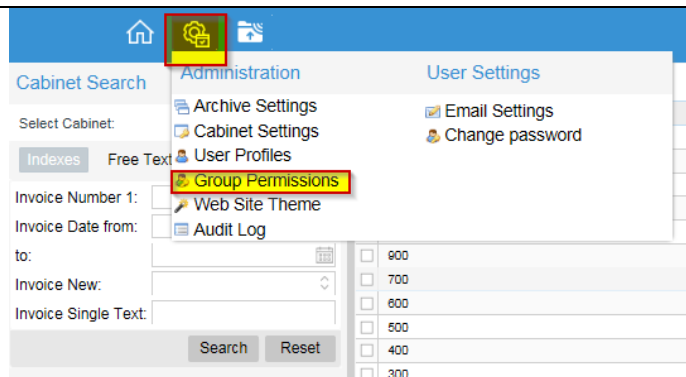 Cabinet Search
Select Cabinet:
Indexes Free Text
Invoice Number 1:
Invoice Date from:
to:
Invoice New:
Invoice Single Text:
Search Reset
Administration
Archive Settings
Cabinet Settings
User Profiles
Group Permissions
Web Site Theme
Audit Log
User Settings
Email Settings
Change password
900
700
600
500
400
300